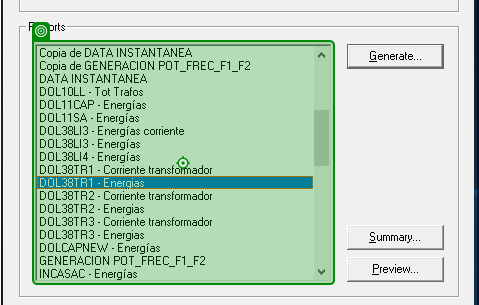 Reports
Copia de DATA INSTANTANEA
Copia de GENERACION POT_FREC_F1_F2
DATA INSTANTANEA
DOL10LL - Tot Trafos
DOL11CAP - Energías
DOL11SA - Energías
DOL38LI3 - Energías corriente
DOL38LI3 - Energías
DOL38LI4 - Energías
DOL38TR1 - Corriente transformador
DOL38TR1 - Energias
DOL38TR2 - Corriente transformador
DOL38TR2 - Energias
DOL38TR3 - Corriente transformador
DOL38TR3 - Energias
DOLCAPNEW - Energías
GENERACION POT_FREC_F1_F2
INCASAC - Energías
Generate...
Summary...
Preview...